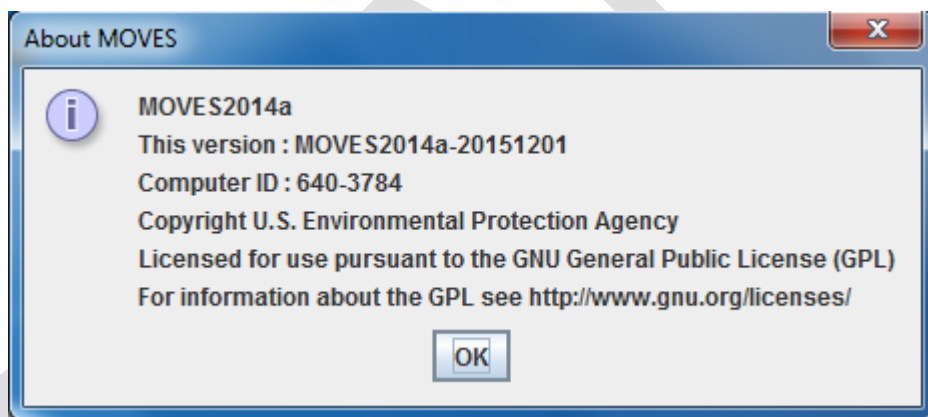 About MOVES
MOVES2014a
This version : MOVES2014a-20151201
Computer ID : 640-3784
Copyright U.S. Environmental Protection Agency
Licensed for use pursuant to the GNU General Public License (GPL)
For information about the GPL see http://www.gnu.org/licenses/
OK